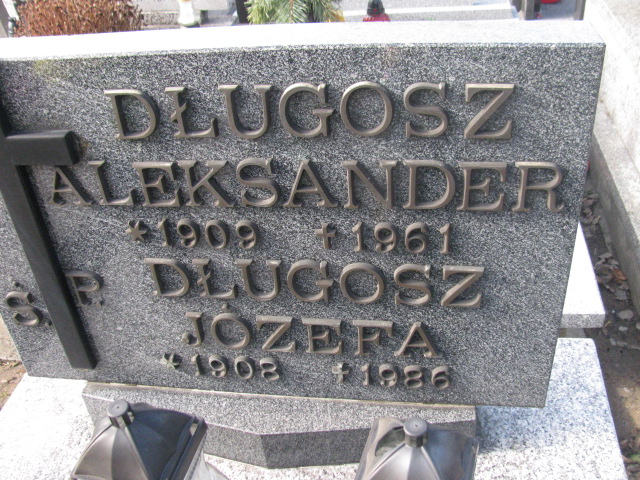 DŁUGOSZ
ALEKSANDER
*1909 †1961
Ś.P.
DŁUGOSZ
JÓZEFA
*1908 †1986